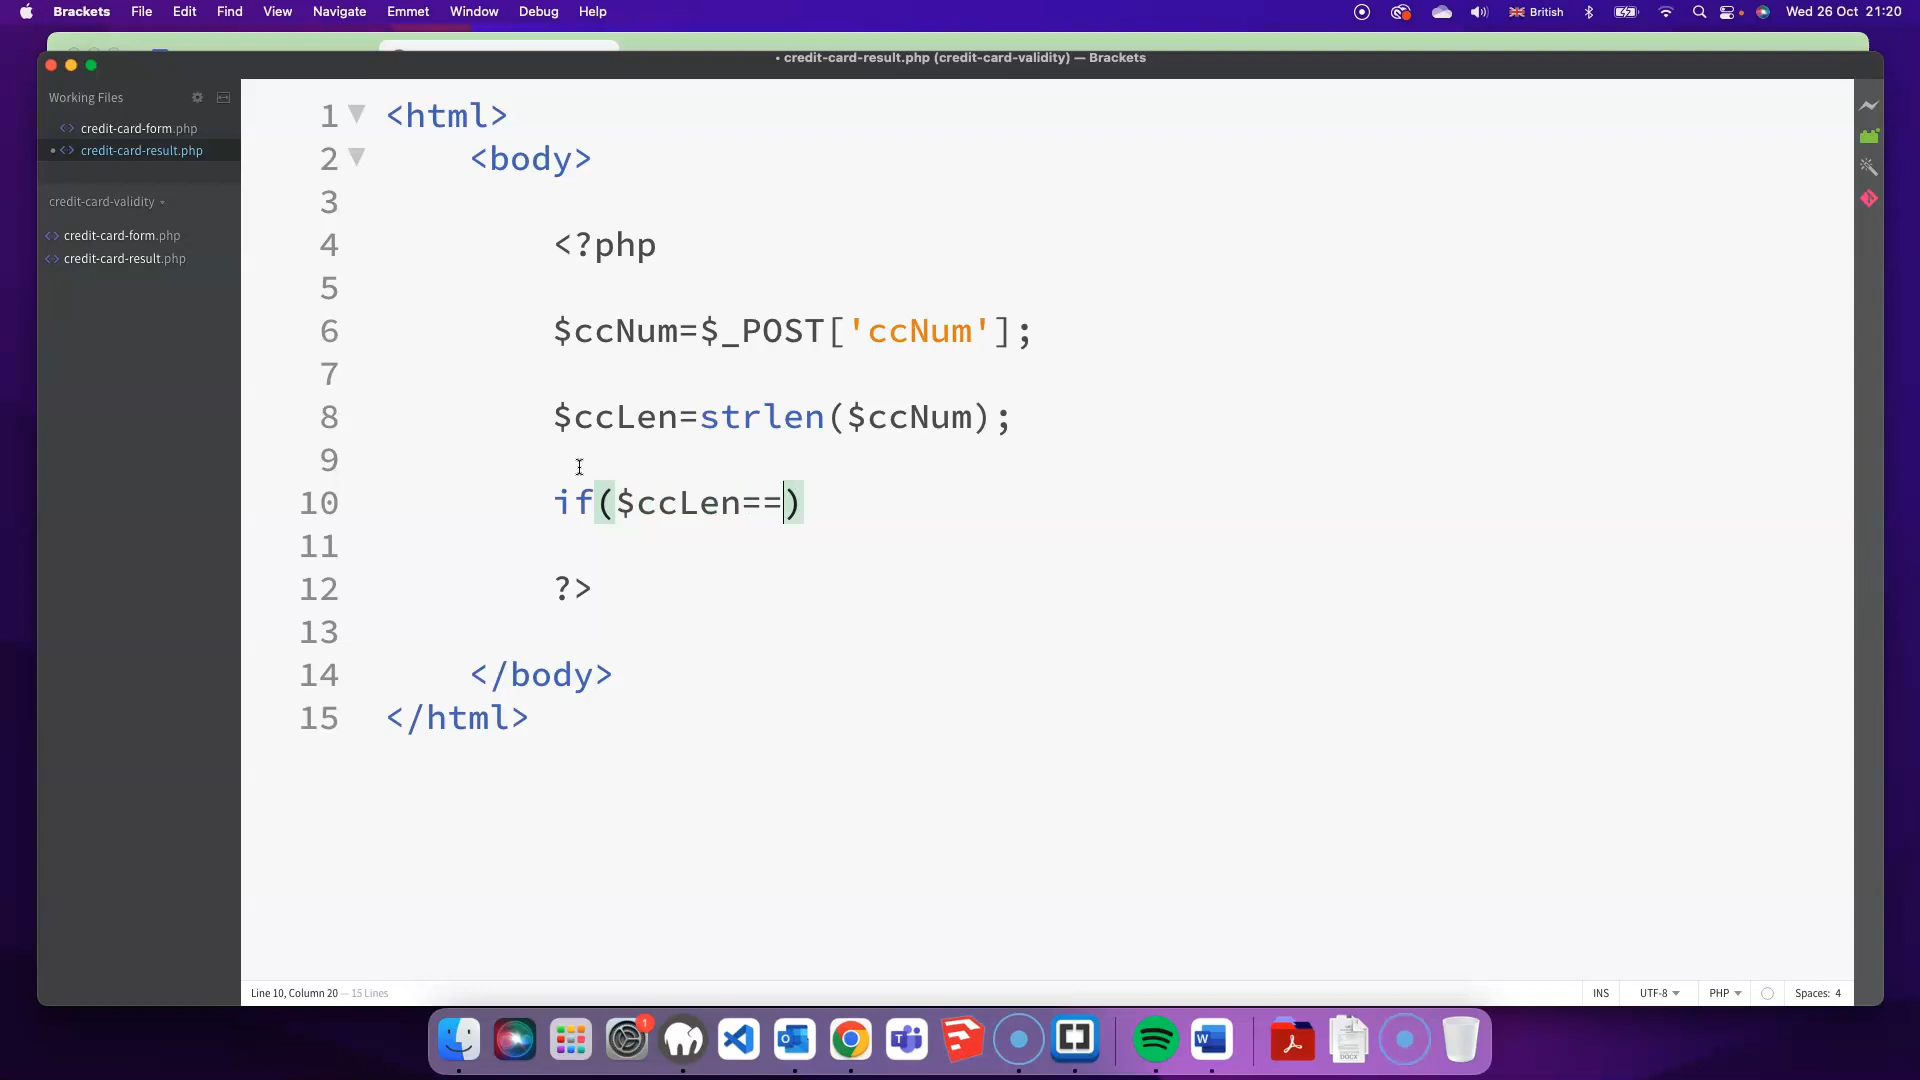 Brackets File Edit Find View Navigate Emmet Window Debug Help British Wed 26 Oct 21:20
• credit-card-result.php (credit-card-validity) — Brackets
Working Files
credit-card-form.php
credit-card-result.php
credit-card-validity
credit-card-form.php
credit-card-result.php
1 <html>
2 <body>
3
4 <?php
5
6 $ccNum=$_POST['ccNum'];
7
8 $ccLen=strlen($ccNum);
9
10 if($ccLen==)
11
12 ?>
13
14 </body>
15 </html>
Line 10, Column 20 — 15 Lines INS UTF-8 PHP Spaces: 4
1
DOCX